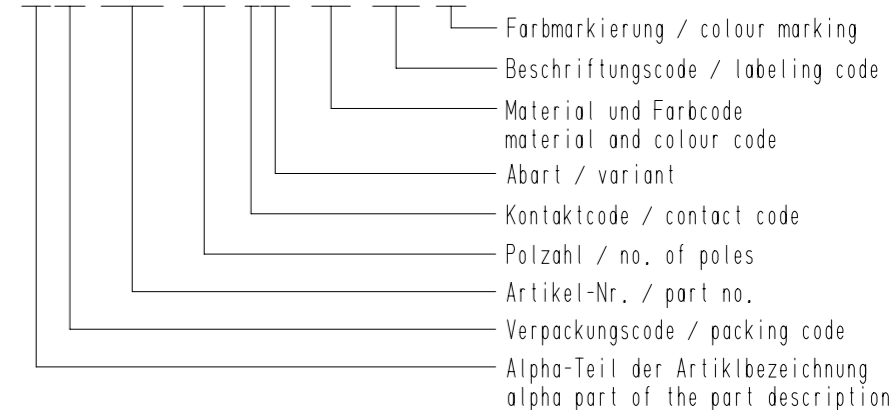 Farbmarkierung / colour marking
Beschriftungscode / labeling code
Material und Farbcode
material and colour code
Abart / variant
Kontaktcode / contact code
Polzahl / no. of poles
Artikel-Nr. / part no.
Verpackungscode / packing code
Alpha-Teil der Artiklbezeichnung
alpha part of the part description